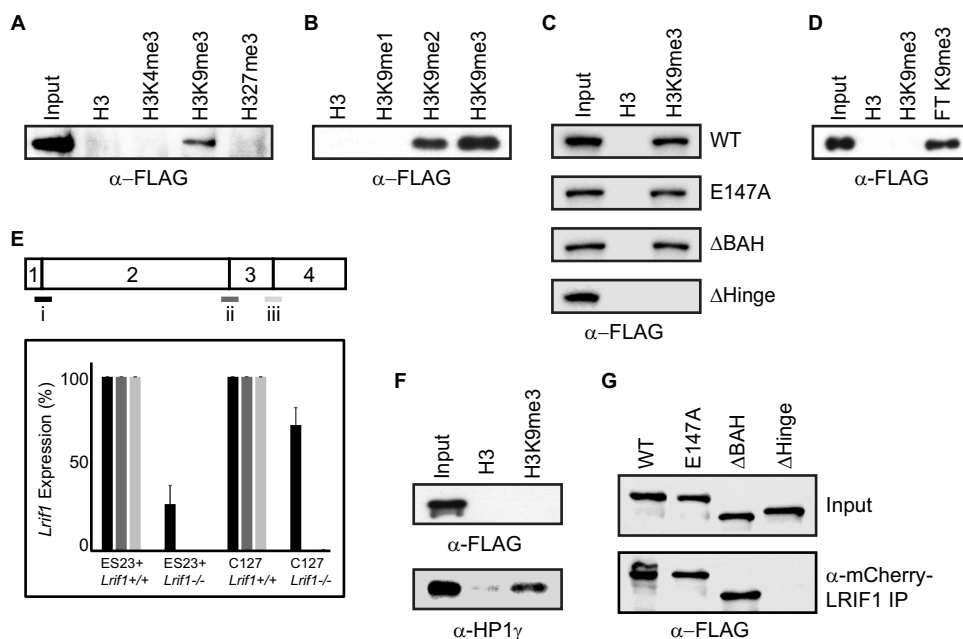 A
Input
H3
H3K4me3
H3K9me3
H327me3
α–FLAG
B
H3
H3K9me1
H3K9me2
H3K9me3
α–FLAG
C
Input
H3
H3K9me3
WT
E147A
ΔBAH
ΔHinge
α–FLAG
D
Input
H3
H3K9me3
FT K9me3
α-FLAG
E
1 2 3 4
i ii iii
Lrif1 Expression (%)
100
50
0
ES23+ ES23+ C127 C127
Lrif1+/+ Lrif1-/- Lrif1+/+ Lrif1-/-
F
Input
H3
H3K9me3
α-FLAG
α-HP1γ
G
WT
E147A
ΔBAH
ΔHinge
Input
α-mCherry-
LRIF1 IP
α-FLAG